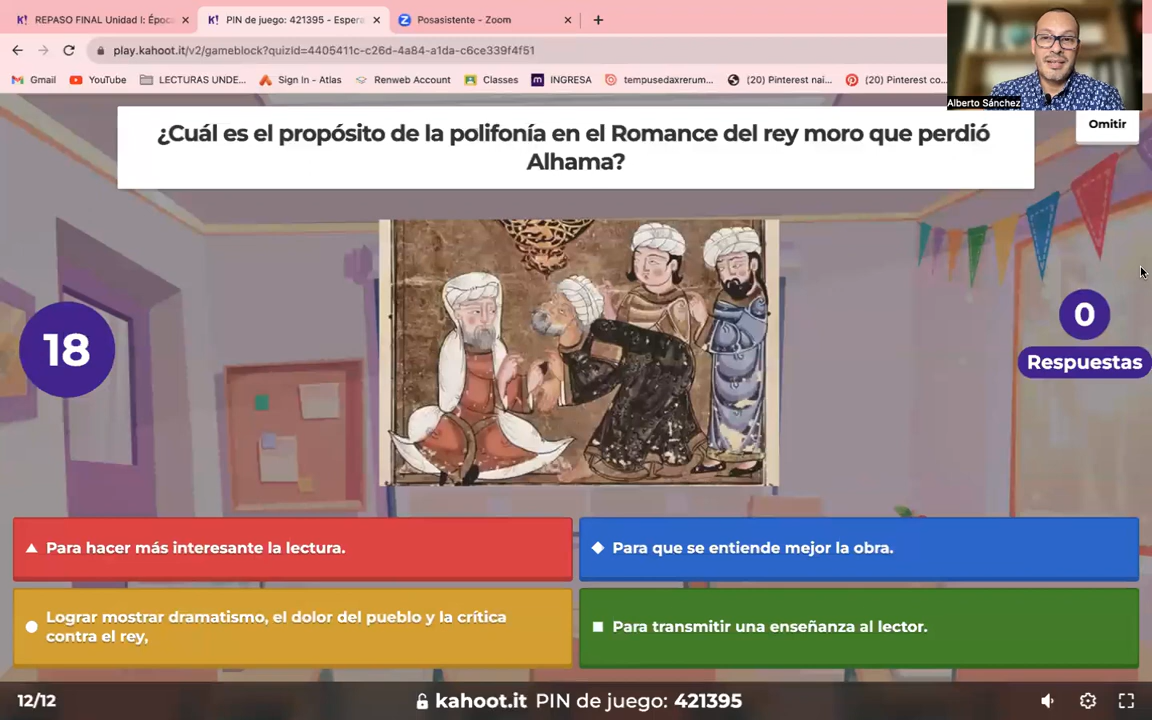 REPASO FINAL Unidad I: Époc
PIN de juego: 421395 - Espera
Posasistente - Zoom
play.kahoot.it/v2/gameblock?quizId=4405411c-c26d-4a84-a1da-c6ce339f4f51
Gmail
YouTube
LECTURAS UNDE...
Sign In - Atlas
Renweb Account
Classes
INGRESA
tempusedaxrerum...
(20) Pinterest nai...
(20) Pinterest co...
Alberto Sánchez
Omitir
¿Cuál es el propósito de la polifonía en el Romance del rey moro que perdió
Alhama?
18
0
Respuestas
Para hacer más interesante la lectura.
Para que se entiende mejor la obra.
Lograr mostrar dramatismo, el dolor del pueblo y la crítica
contra el rey,
Para transmitir una enseñanza al lector.
12/12
kahoot.it PIN de juego: 421395